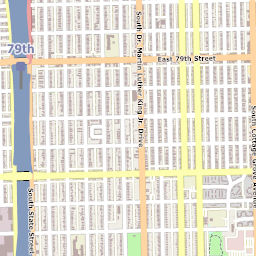 79th
East 79th Street
South Dr. Martin Luther King Jr. Drive
South State Street
South Cottage Grove Avenue